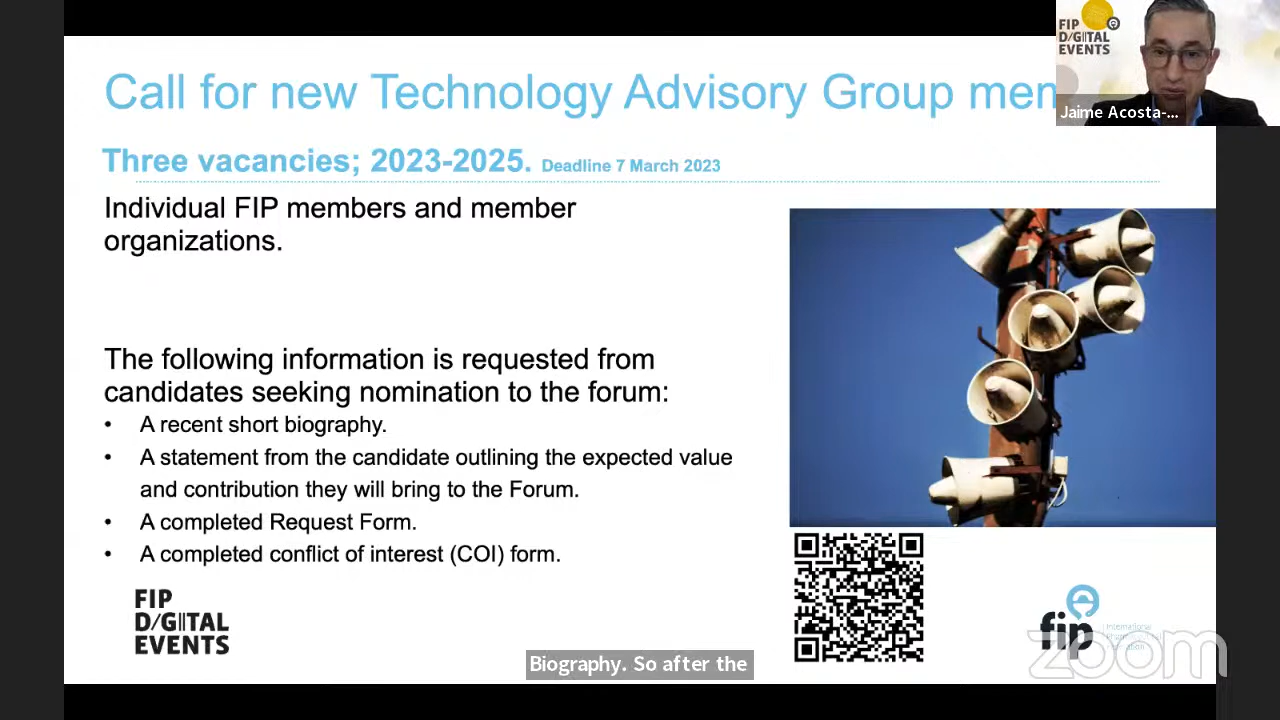 FIP
D/G|TAL
EVENTS
Jaime Acosta-...
Call for new Technology Advisory Group mem
Three vacancies; 2023-2025. Deadline 7 March 2023
Individual FIP members and member
organizations.
The following information is requested from
candidates seeking nomination to the forum:
• A recent short biography.
• A statement from the candidate outlining the expected value
and contribution they will bring to the Forum.
• A completed Request Form.
• A completed conflict of interest (COI) form.
FIP
D/G|TAL
EVENTS
fip
International
zoom
Biography. So after the